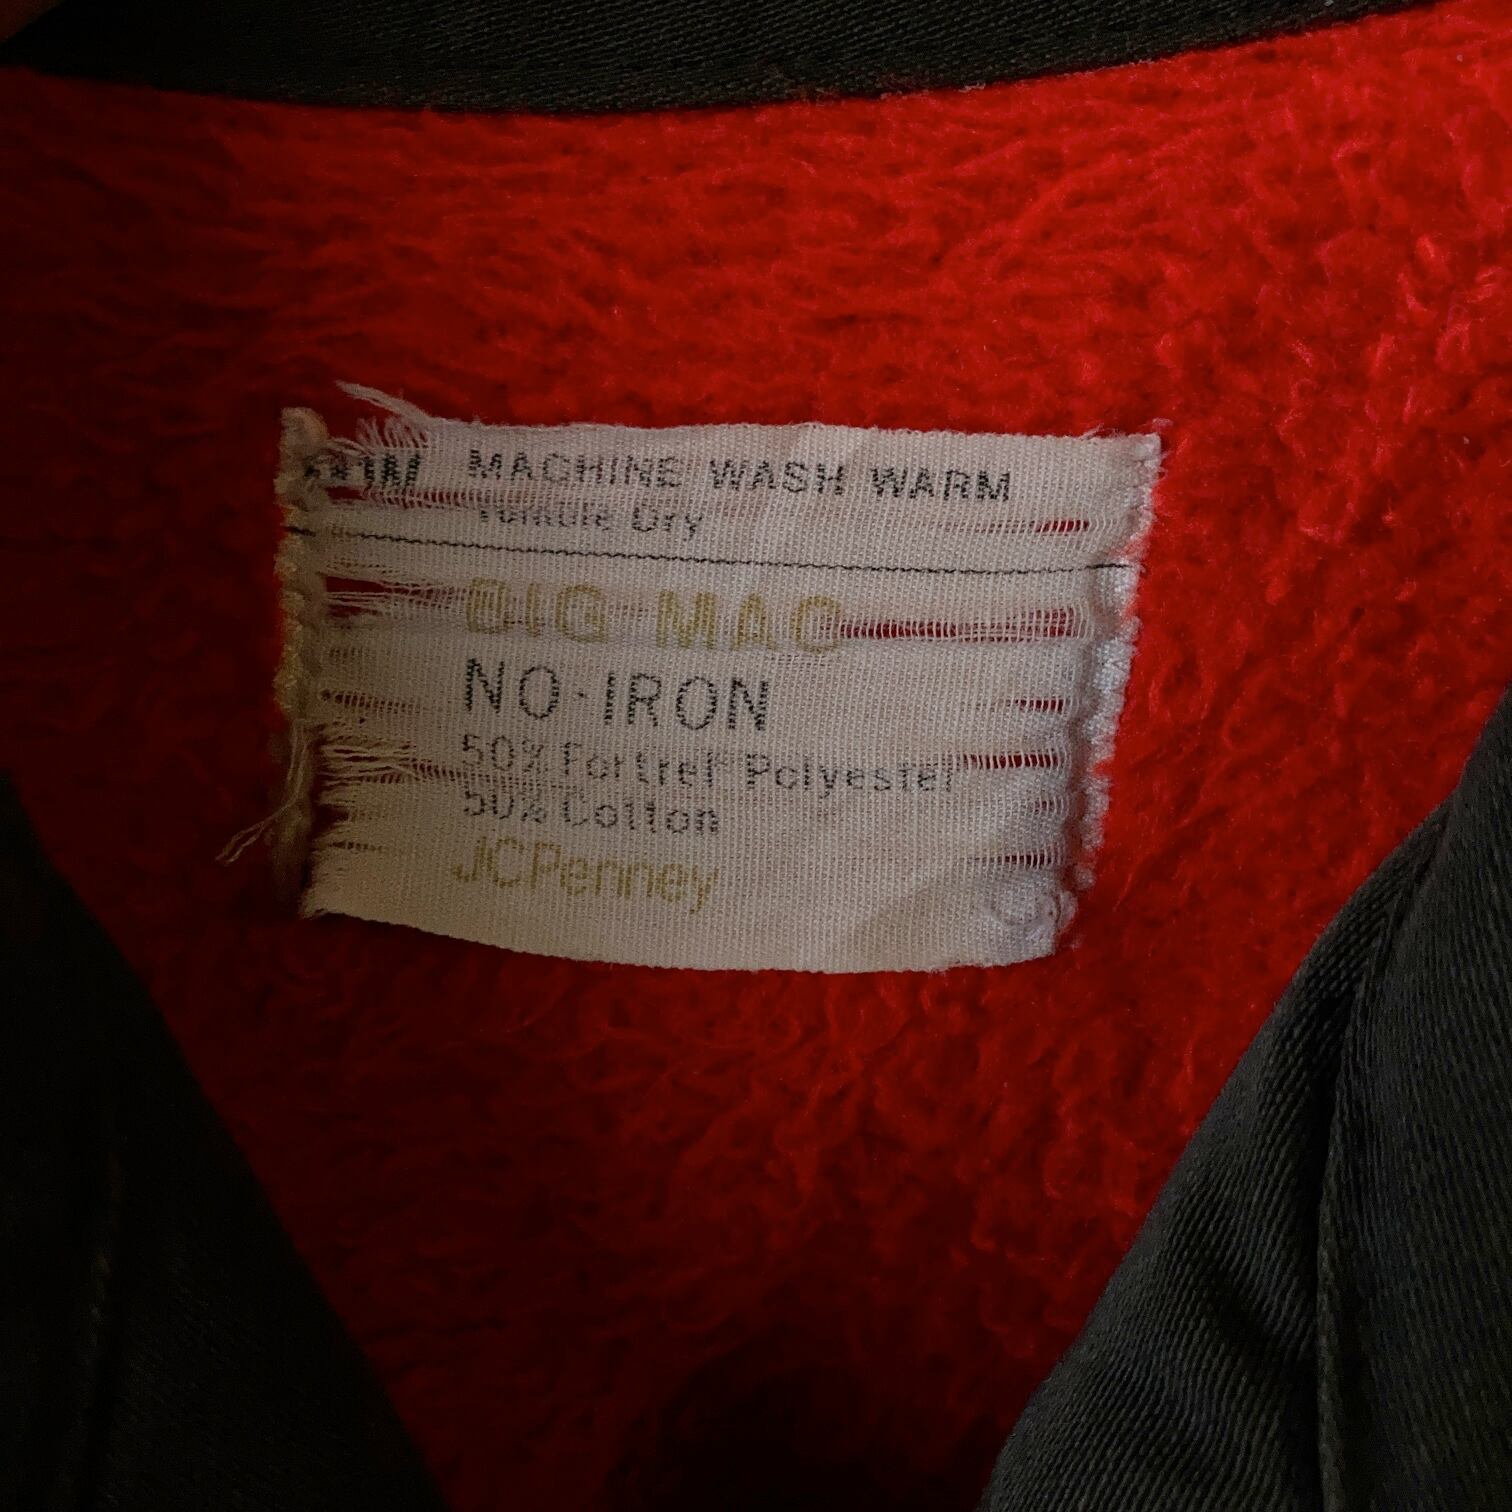 MACHINE WASH WARM
Tumble Dry
BIG MAC
NO-IRON
50% Fortrel® Polyester
50% Cotton
JCPenney